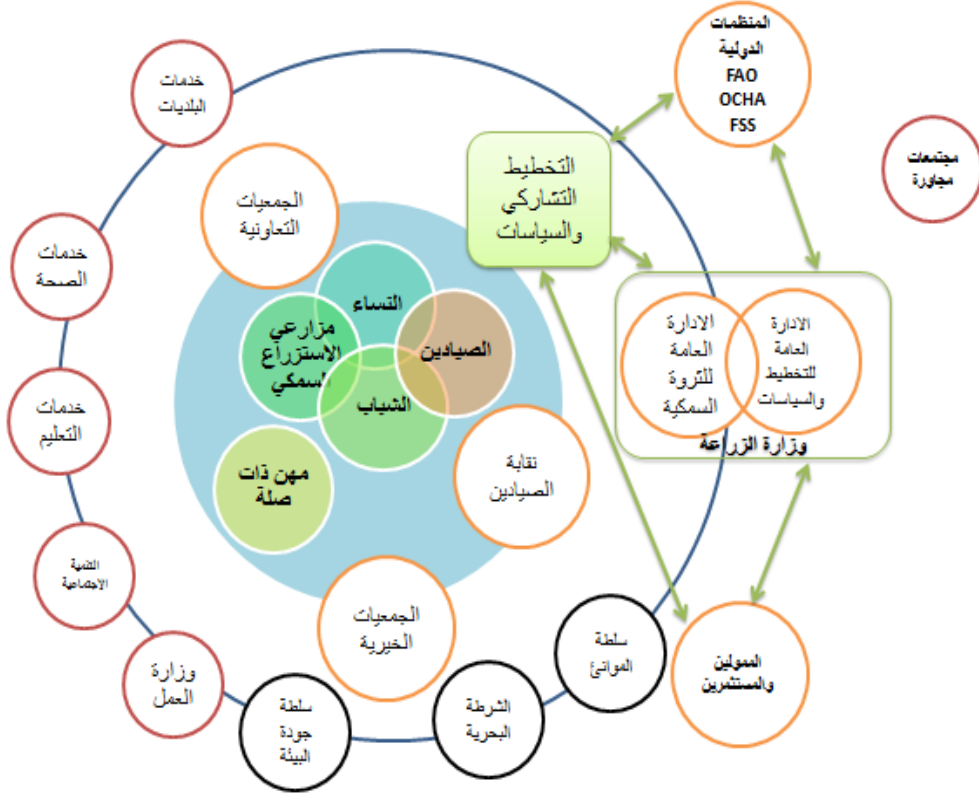 المنظمات
الدولية
FAO
OCHA
FSS
خدمات
البلديات
مجتمعات
مجاورة
التخطيط
التشاركي
والسياسات
الجمعيات
التعاونية
خدمات
الصحة
النساء
مزارعي
الاستزراع
السمكي
الصيادين
الشباب
الادارة
العامة
للثروة
السمكية
الادارة
العامة
للتخطيط
والسياسات
وزارة الزراعة
خدمات
التعليم
مهن ذات
صلة
نقابة
الصيادين
التنمية
الاجتماعية
الجمعيات
الخيرية
سلطة
الموانئ
الممولين
والمستثمرين
وزارة
العمل
سلطة
جودة
البيئة
الشرطة
البحرية